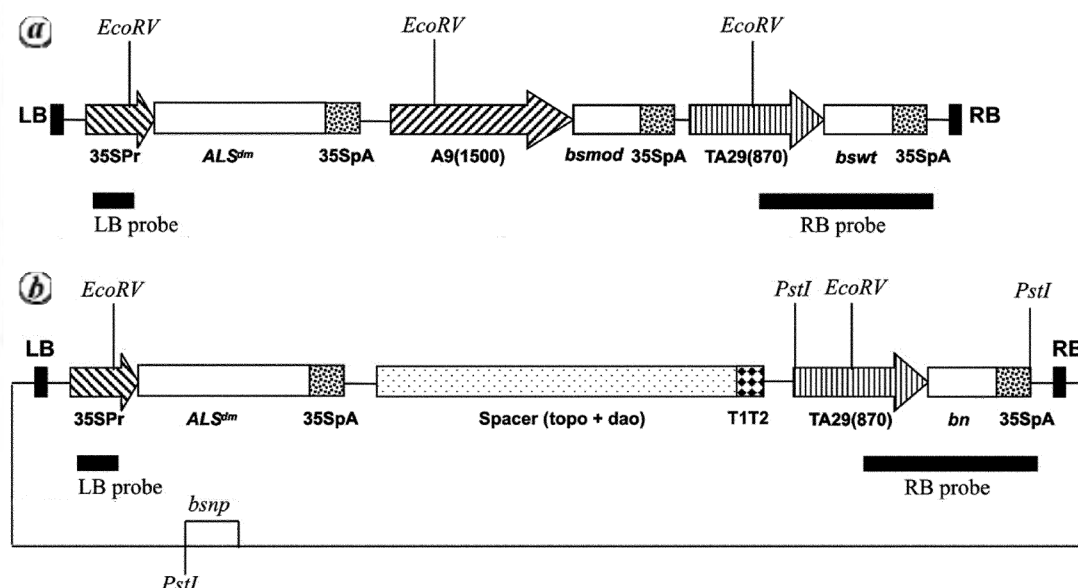 a
EcoRV EcoRV EcoRV
LB RB
35SPr ALSdm 35SpA A9(1500) bsmod 35SpA TA29(870) bswt 35SpA
LB probe RB probe
b
EcoRV PstI EcoRV PstI
LB RB
35SPr ALSdm 35SpA Spacer (topo + dao) T1T2 TA29(870) bn 35SpA
LB probe RB probe
bsnp
PstI